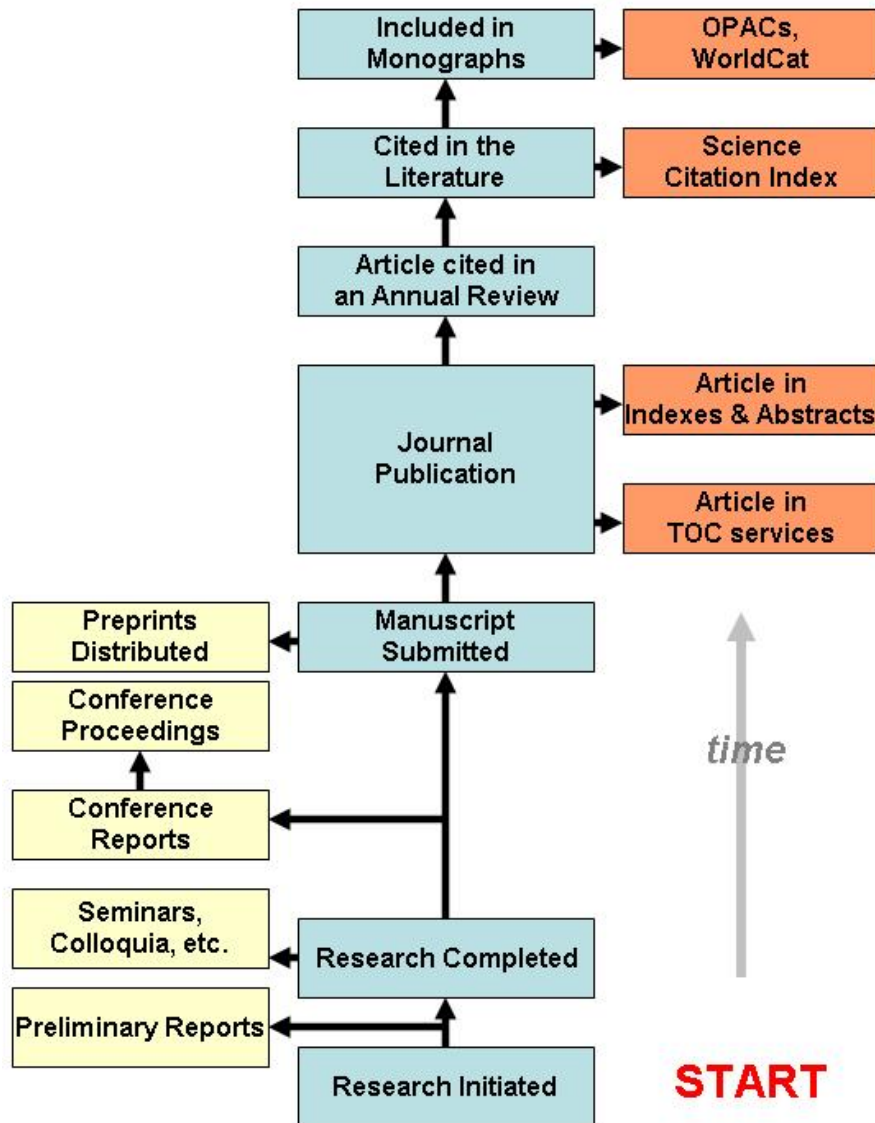 Included in
Monographs
OPACs,
WorldCat
Cited in the
Literature
Science
Citation Index
Article cited in
an Annual Review
Journal
Publication
Article in
Indexes & Abstracts
Article in
TOC services
Preprints
Distributed
Manuscript
Submitted
Conference
Proceedings
time
Conference
Reports
Seminars,
Colloquia, etc.
Research Completed
Preliminary Reports
Research Initiated
START